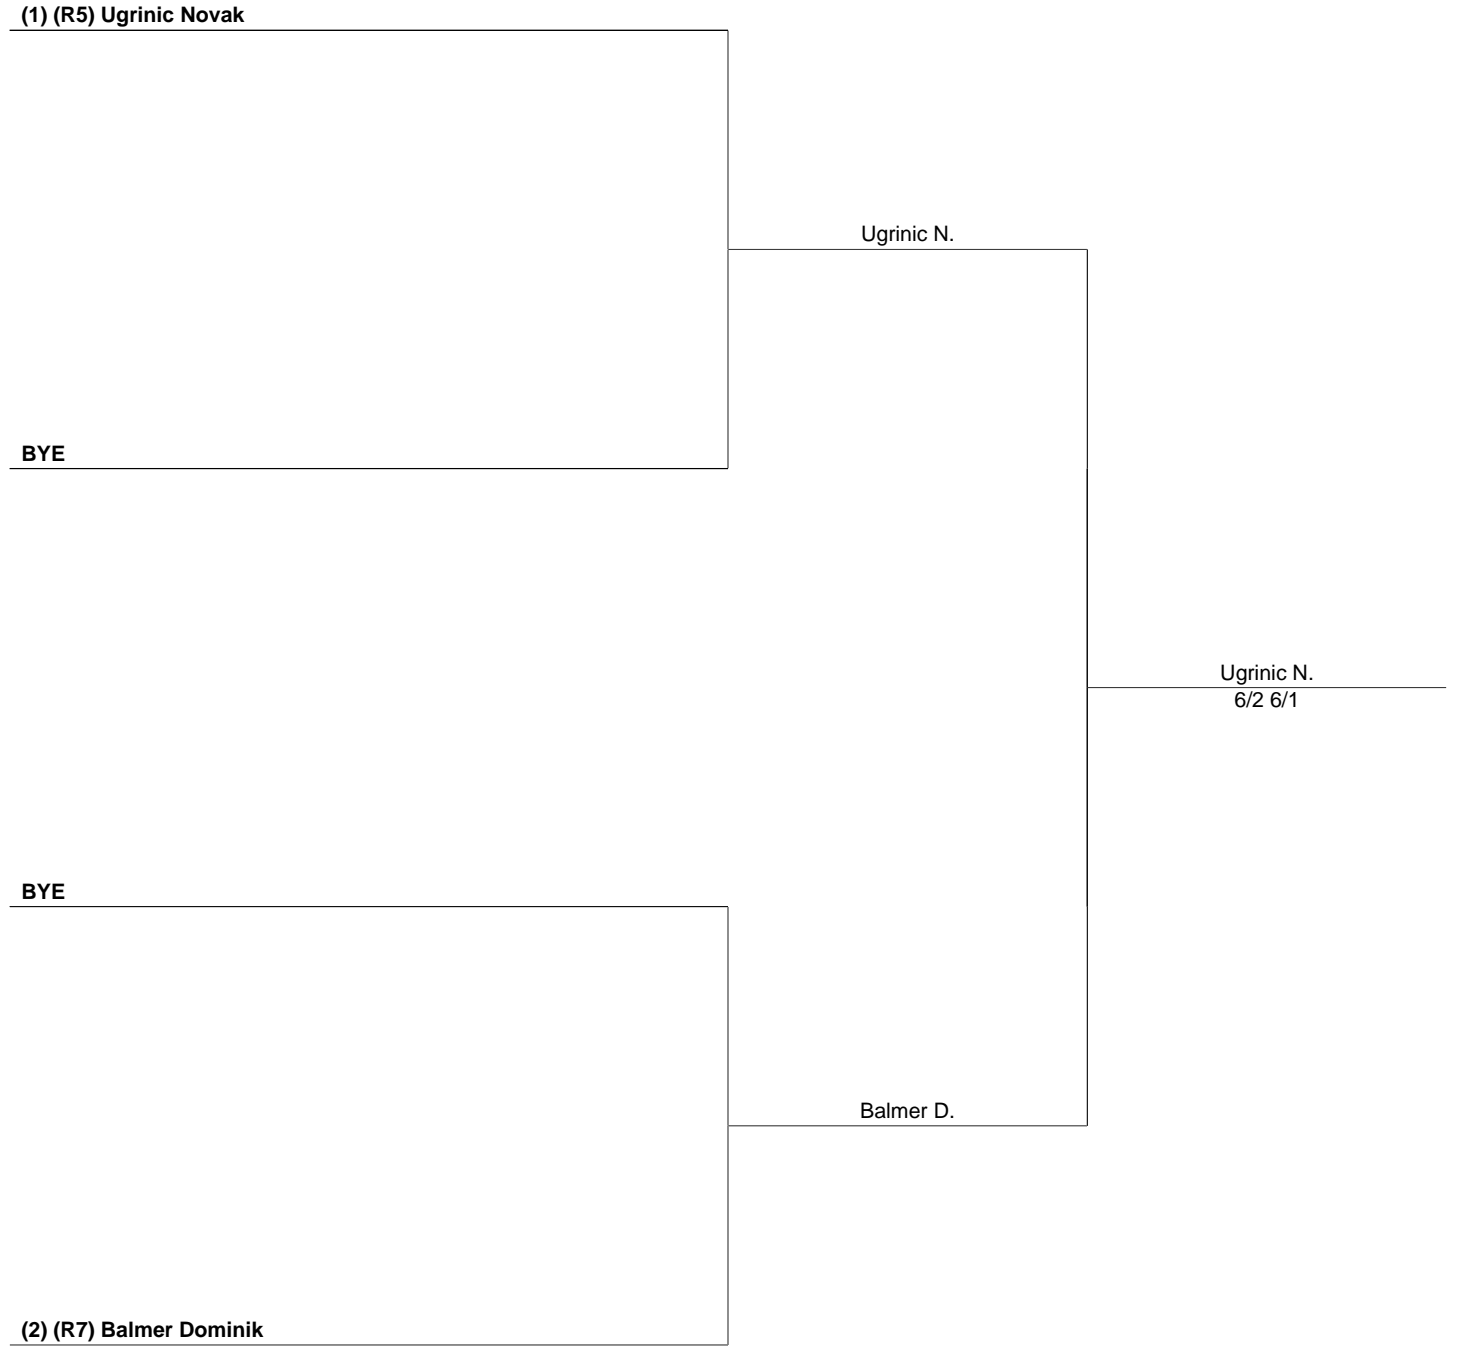 (1) (R5) Ugrinic Novak
Ugrinic N.
BYE
Ugrinic N.
6/2 6/1
BYE
Balmer D.
(2) (R7) Balmer Dominik